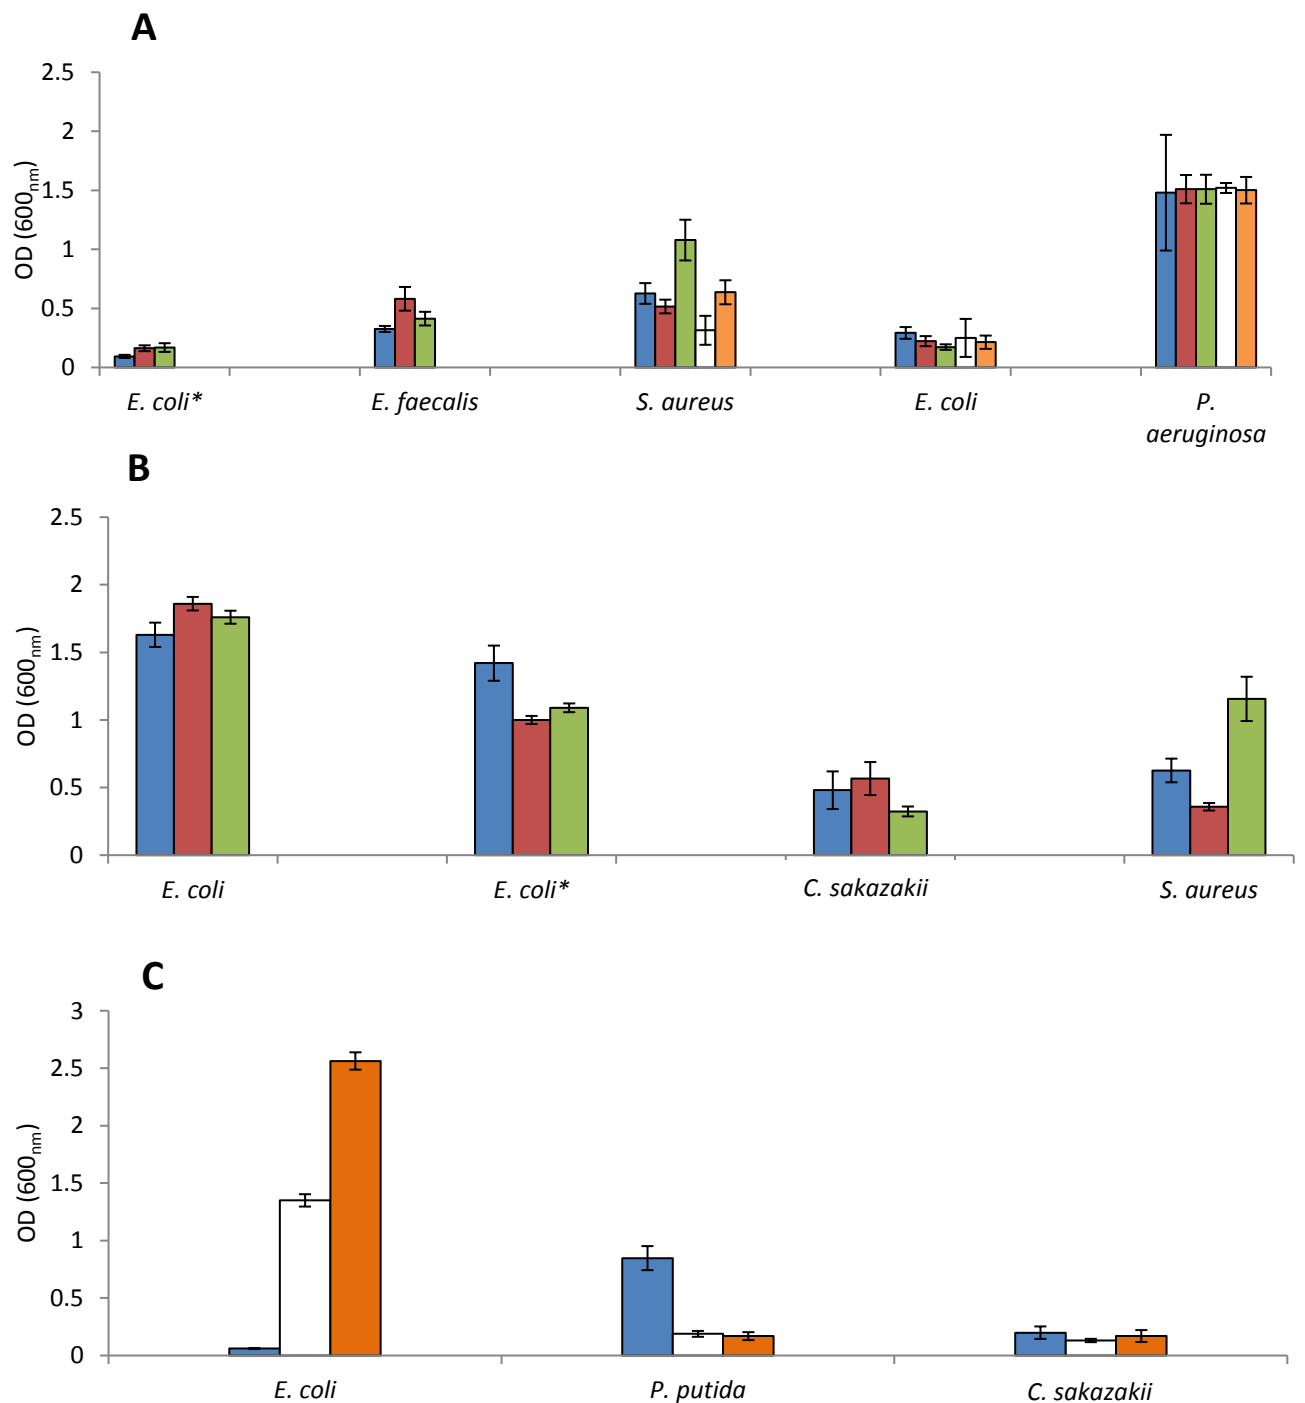 A
2.5
2
1.5
1
0.5
0
OD (600nm)
E. coli*
E. faecalis
S. aureus
E. coli
P.
aeruginosa
B
2.5
2
1.5
1
0.5
0
OD (600nm)
E. coli
E. coli*
C. sakazakii
S. aureus
C
3
2.5
2
1.5
1
0.5
0
OD (600nm)
E. coli
P. putida
C. sakazakii